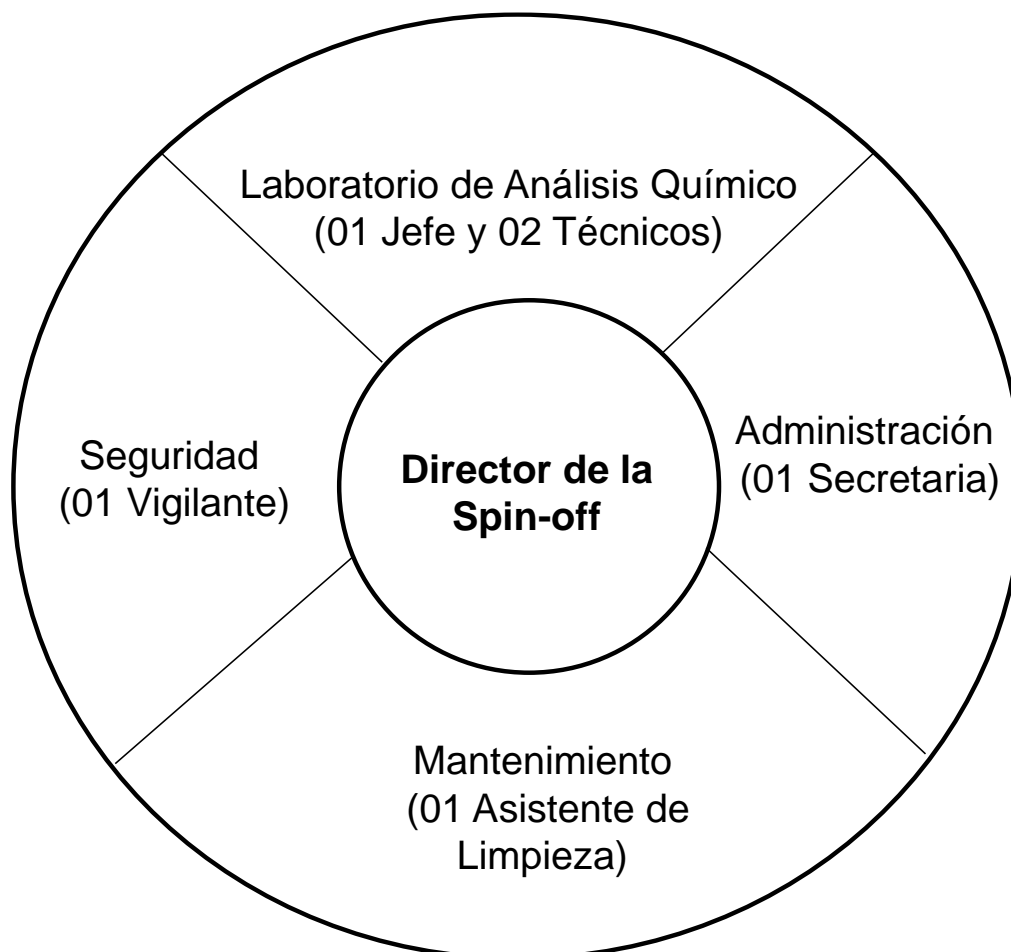 Laboratorio de Análisis Químico
(01 Jefe y 02 Técnicos)
Seguridad
(01 Vigilante)
Director de la
Spin-off
Administración
(01 Secretaria)
Mantenimiento
(01 Asistente de
Limpieza)